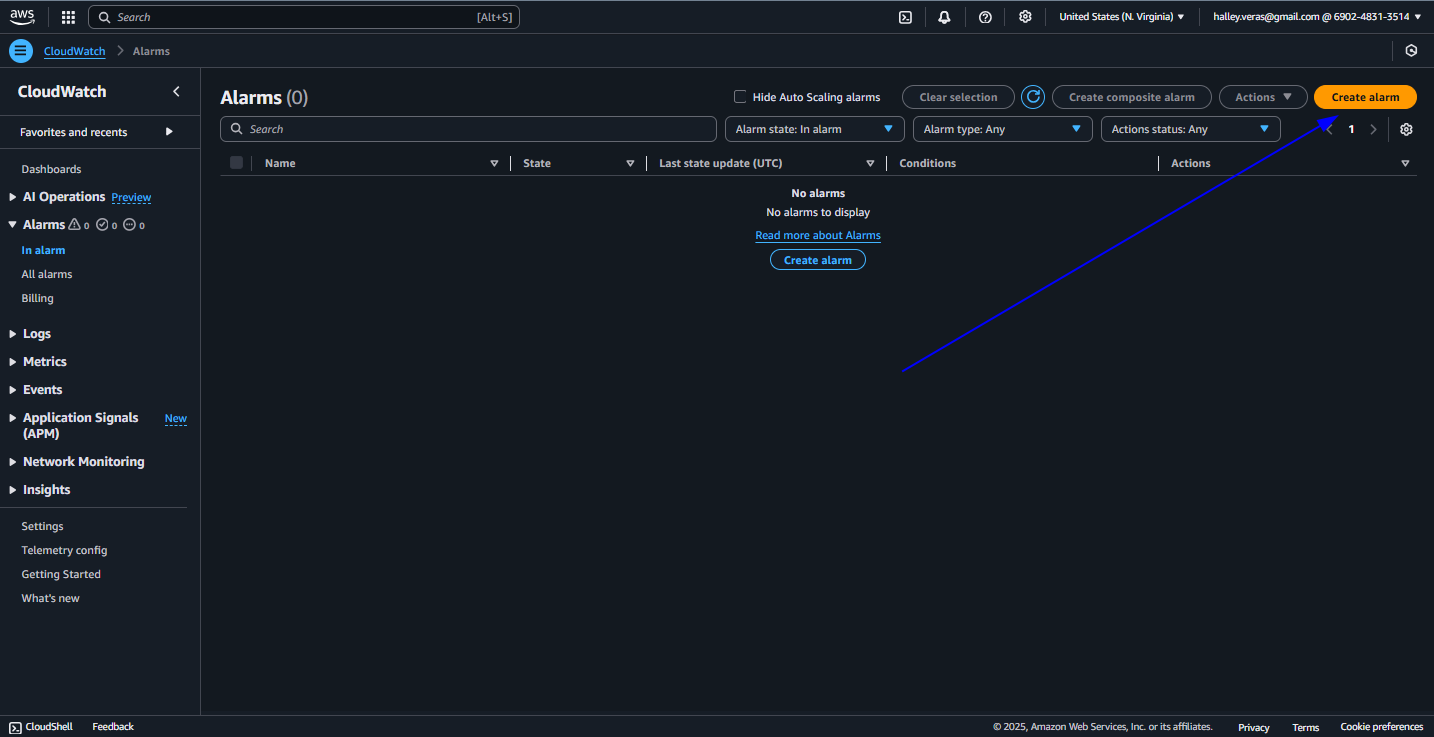 aws
Search [Alt+S]
United States (N. Virginia)
halley.veras@gmail.com @ 6902-4831-3514
CloudWatch
Alarms
CloudWatch
Favorites and recents
Dashboards
AI Operations Preview
Alarms 0 0 0
In alarm
All alarms
Billing
Logs
Metrics
Events
Application Signals New
(APM)
Network Monitoring
Insights
Settings
Telemetry config
Getting Started
What's new
Alarms (0)
Hide Auto Scaling alarms
Clear selection
Create composite alarm
Actions
Create alarm
Search
Alarm state: In alarm
Alarm type: Any
Actions status: Any
1
Name
State
Last state update (UTC)
Conditions
Actions
No alarms
No alarms to display
Read more about Alarms
Create alarm
CloudShell
Feedback
© 2025, Amazon Web Services, Inc. or its affiliates.
Privacy
Terms
Cookie preferences